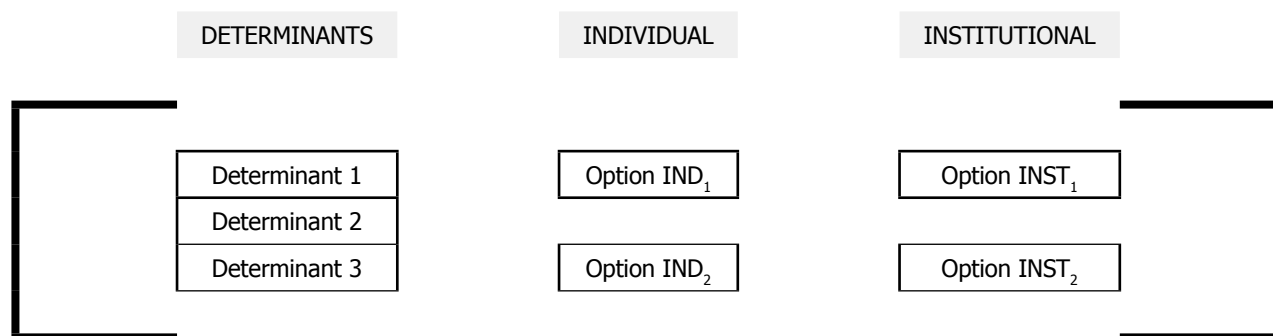 DETERMINANTS INDIVIDUAL INSTITUTIONAL
Determinant 1 Option IND₁ Option INST₁
Determinant 2
Determinant 3 Option IND₂ Option INST₂